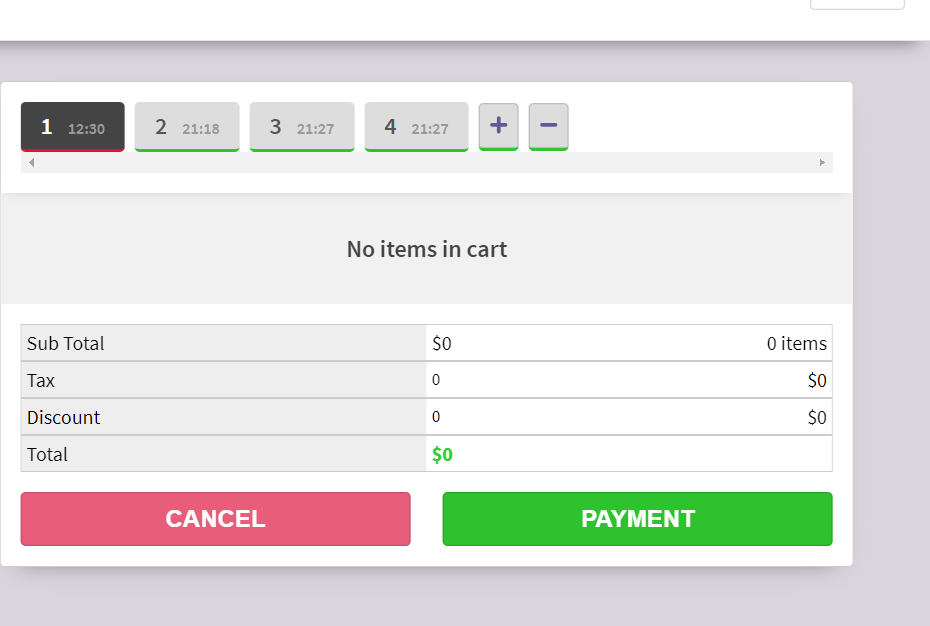 1 12:30 2 21:18 3 21:27 4 21:27 + −
No items in cart
Sub Total $0 0 items
Tax 0 $0
Discount 0 $0
Total $0
CANCEL PAYMENT